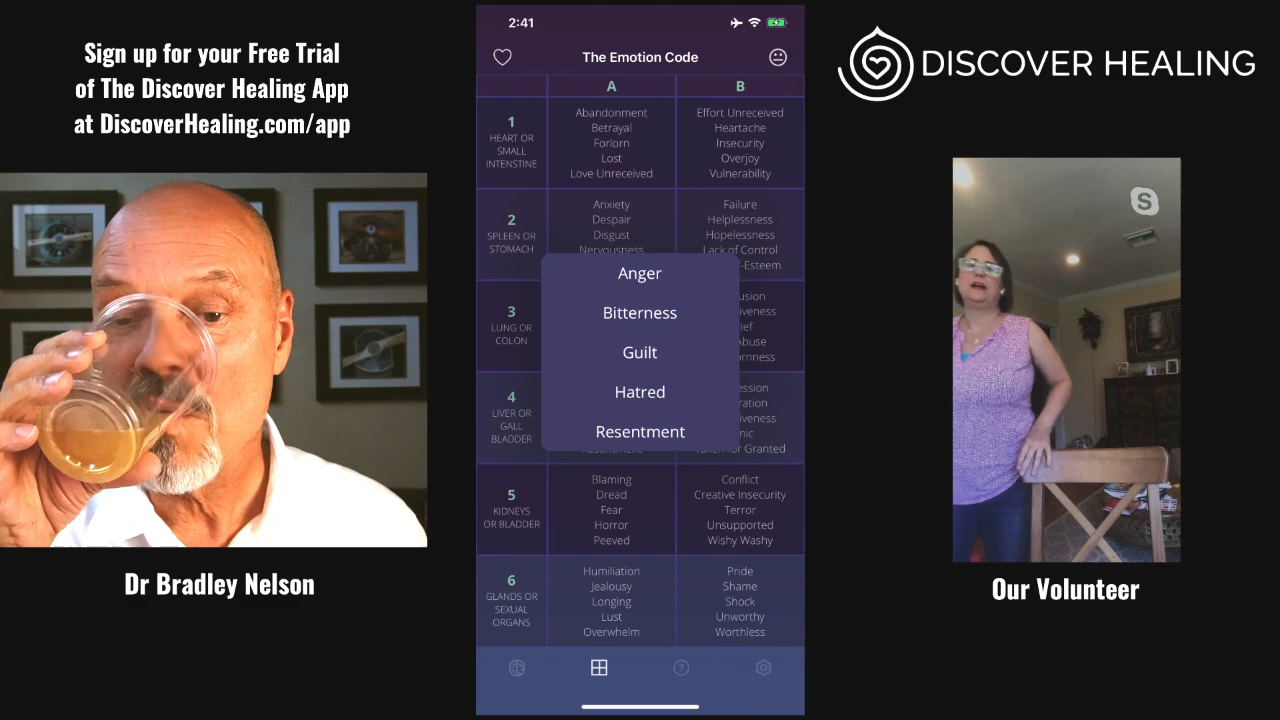 Sign up for your Free Trial
of The Discover Healing App
at DiscoverHealing.com/app
Dr Bradley Nelson
2:41
The Emotion Code
A
B
1
HEART OR
SMALL
INTENSTINE
Abandonment
Betrayal
Forlorn
Lost
Love Unreceived
Effort Unreceived
Heartache
Insecurity
Overjoy
Vulnerability
2
SPLEEN OR
STOMACH
Anxiety
Despair
Disgust
Nervousness
Failure
Helplessness
Hopelessness
Lack of Control
-Esteem
3
LUNG OR
COLON
4
LIVER OR
GALL
BLADDER
Anger
Bitterness
Guilt
Hatred
Resentment
Granted
5
KIDNEYS
OR BLADDER
Blaming
Dread
Fear
Horror
Peeved
Conflict
Creative Insecurity
Terror
Unsupported
Wishy Washy
6
GLANDS OR
SEXUAL
ORGANS
Humiliation
Jealousy
Longing
Lust
Overwhelm
Pride
Shame
Shock
Unworthy
Worthless
DISCOVER HEALING
S
Our Volunteer